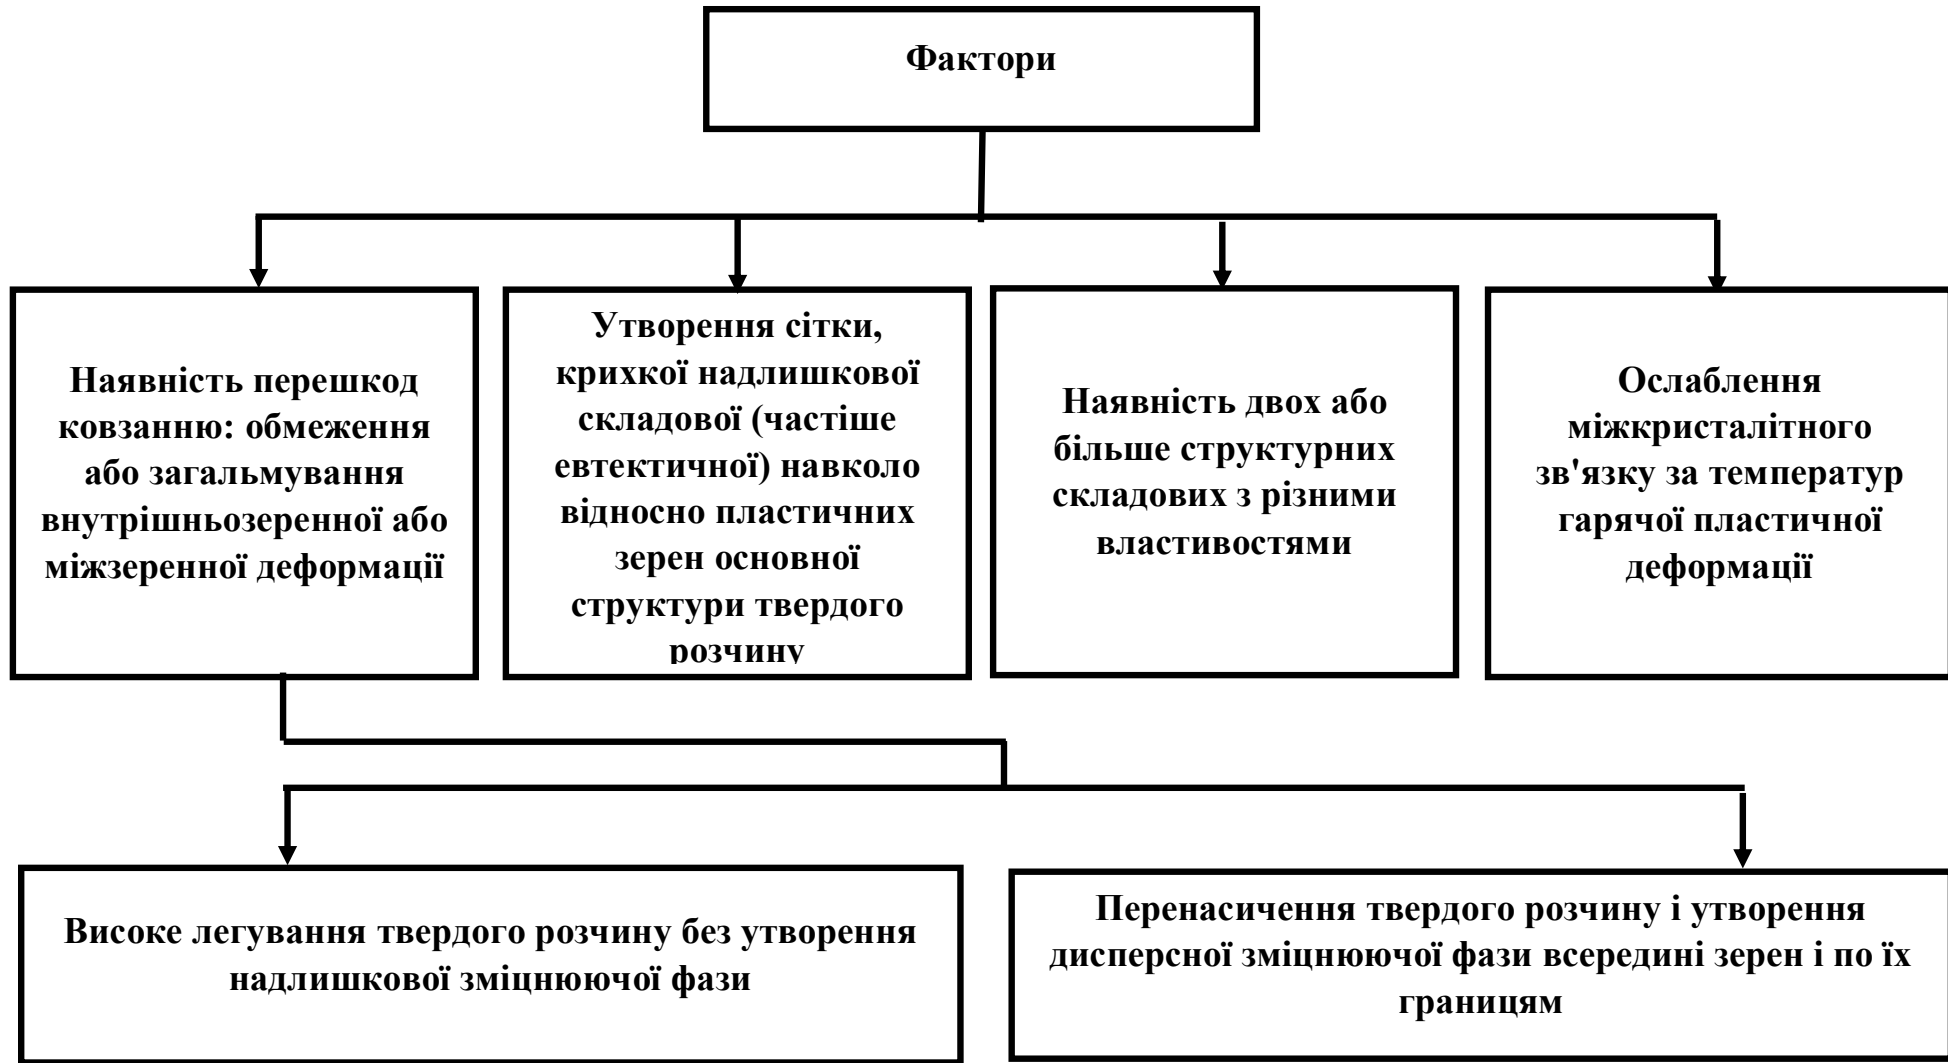 Фактори
Наявність перешкод
ковзанню: обмеження
або загальмування
внутрішньозеренної або
міжзеренної деформації
Утворення сітки,
крихкої надлишкової
складової (частіше
евтектичної) навколо
відносно пластичних
зерен основної
структури твердого
розчину
Наявність двох або
більше структурних
складових з різними
властивостями
Ослаблення
міжкристалітного
зв'язку за температур
гарячої пластичної
деформації
Високе легування твердого розчину без утворення
надлишкової зміцнюючої фази
Перенасичення твердого розчину і утворення
дисперсної зміцнюючої фази всередині зерен і по їх
границям